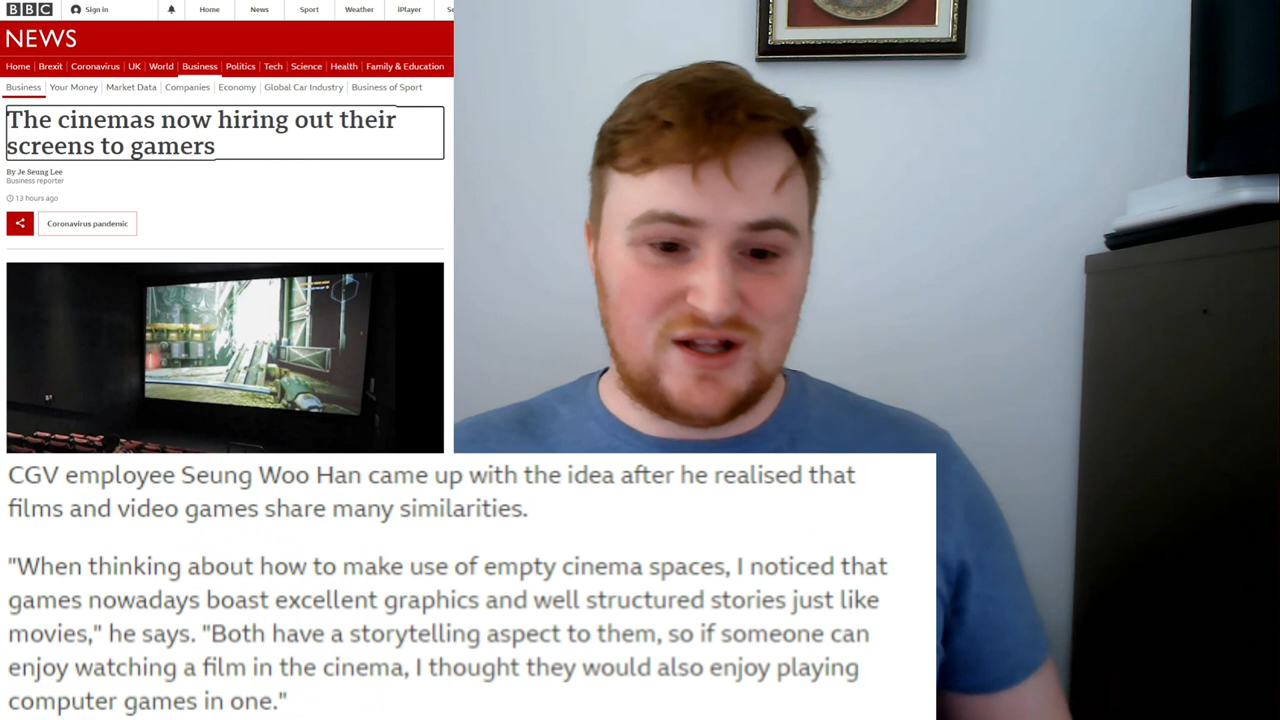 BBC Sign in Home News Sport Weather iPlayer
NEWS
Home Brexit Coronavirus UK World Business Politics Tech Science Health Family & Education
Business Your Money Market Data Companies Economy Global Car Industry Business of Sport
The cinemas now hiring out their
screens to gamers
By Je Seung Lee
Business reporter
13 hours ago
Coronavirus pandemic
CGV employee Seung Woo Han came up with the idea after he realised that
films and video games share many similarities.
"When thinking about how to make use of empty cinema spaces, I noticed that
games nowadays boast excellent graphics and well structured stories just like
movies," he says. "Both have a storytelling aspect to them, so if someone can
enjoy watching a film in the cinema, I thought they would also enjoy playing
computer games in one."